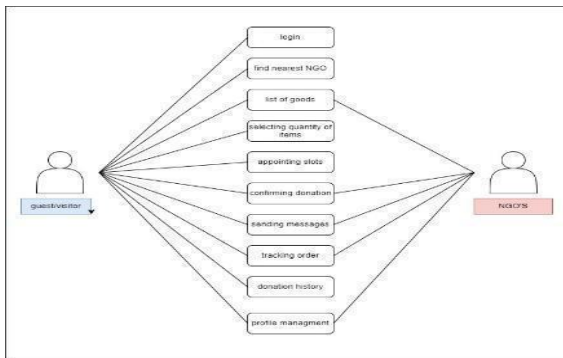 login
find nearest NGO
list of goods
selecting quantity of
items
appointing slots
confirming donation
sending messages
tracking order
donation history
profile managment
guest/visitor
NGO'S